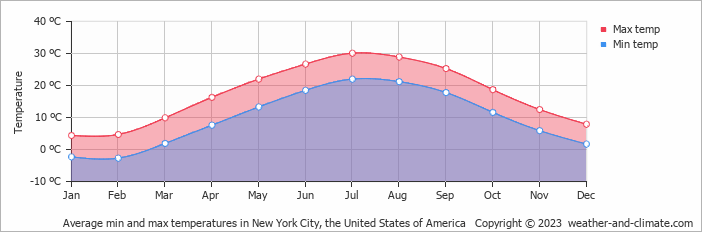 40 ºC
30 ºC
20 ºC
10 ºC
0 ºC
-10 ºC
Temperature
Jan Feb Mar Apr May Jun Jul Aug Sep Oct Nov Dec
Max temp
Min temp
Average min and max temperatures in New York City, the United States of America Copyright © 2023 weather-and-climate.com